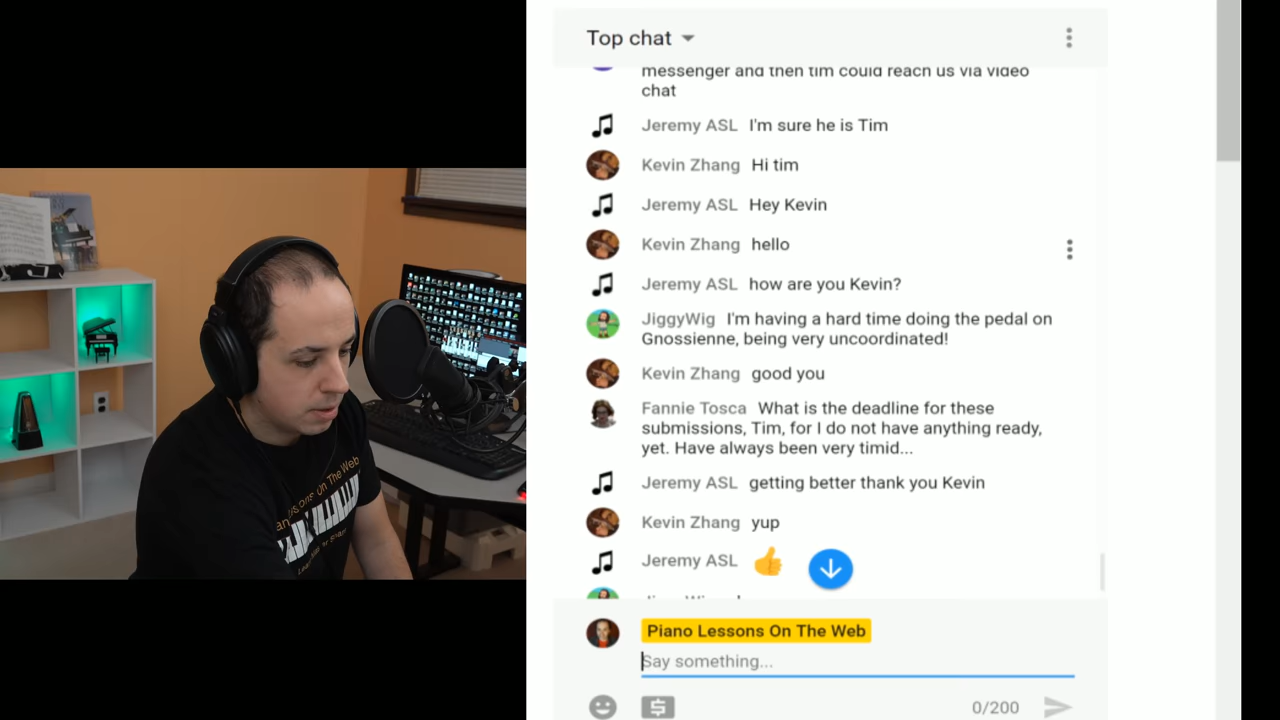 Top chat
messenger and then tim could reach us via video
chat
Jeremy ASL I'm sure he is Tim
Kevin Zhang Hi tim
Jeremy ASL Hey Kevin
Kevin Zhang hello
Jeremy ASL how are you Kevin?
JiggyWig I'm having a hard time doing the pedal on
Gnossienne, being very uncoordinated!
Kevin Zhang good you
Fannie Tosca What is the deadline for these
submissions, Tim, for I do not have anything ready,
yet. Have always been very timid...
Jeremy ASL getting better thank you Kevin
Kevin Zhang yup
Jeremy ASL 👍
Piano Lessons On The Web
Say something...
0/200
ons On The Web